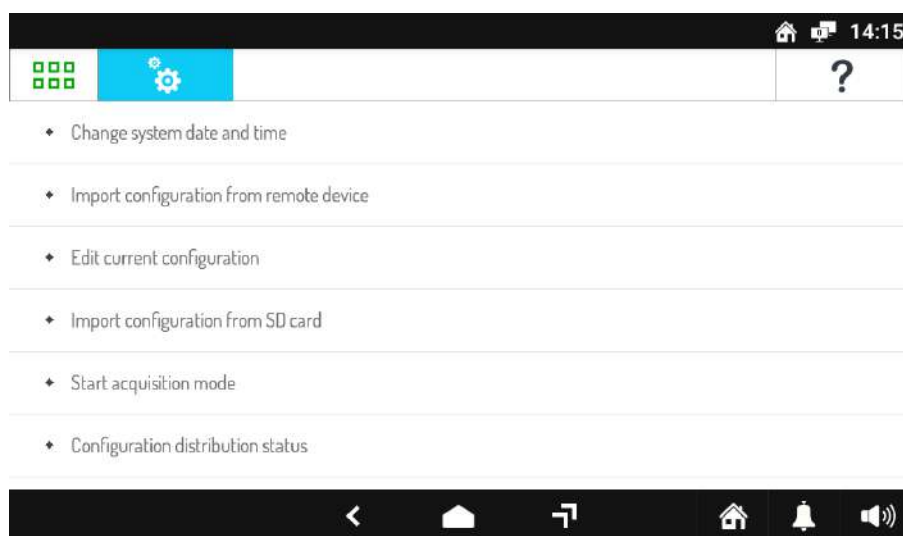 14:15
?
Change system date and time
Import configuration from remote device
Edit current configuration
Import configuration from SD card
Start acquisition mode
Configuration distribution status